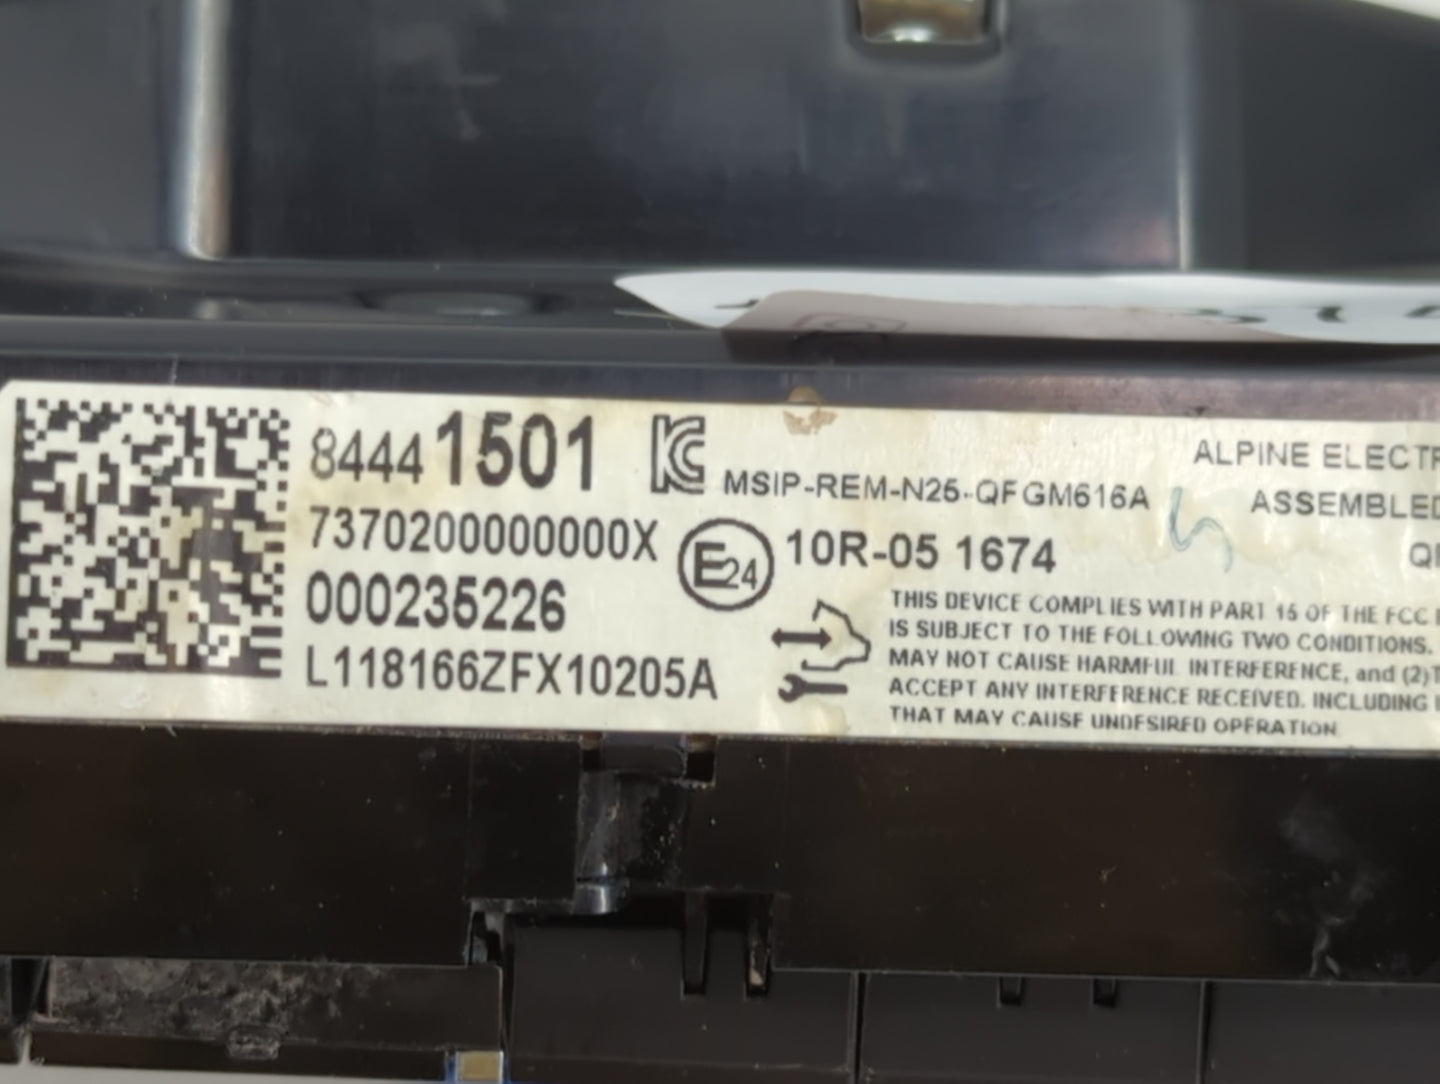 84441501
7370200000000X
000235226
L118166ZFX10205A
MSIP-REM-N25-QFGM616A
E24 10R-05 1674
ALPINE
ASSEMBLED
THIS DEVICE COMPLIES WITH PART 15 OF THE FCC
IS SUBJECT TO THE FOLLOWING TWO CONDITIONS.
MAY NOT CAUSE HARMFUL INTERFERENCE, and (2)
ACCEPT ANY INTERFERENCE RECEIVED. INCLUDING
THAT MAY CAUSE UNDESIRED OPERATION